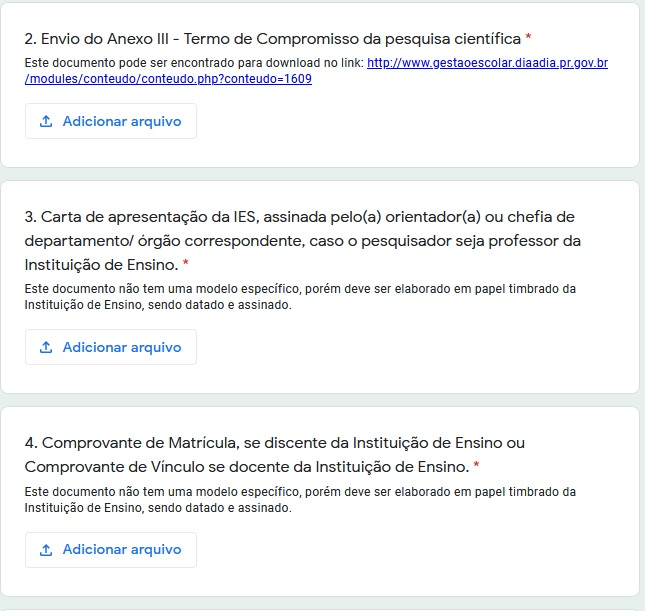 2. Envio do Anexo III - Termo de Compromisso da pesquisa científica *
Este documento pode ser encontrado para download no link: http://www.gestaoescolar.diaadia.pr.gov.br
/modules/conteudo/conteudo.php?conteudo=1609
Adicionar arquivo
3. Carta de apresentação da IES, assinada pelo(a) orientador(a) ou chefia de
departamento/ órgão correspondente, caso o pesquisador seja professor da
Instituição de Ensino. *
Este documento não tem uma modelo específico, porém deve ser elaborado em papel timbrado da
Instituição de Ensino, sendo datado e assinado.
Adicionar arquivo
4. Comprovante de Matrícula, se discente da Instituição de Ensino ou
Comprovante de Vínculo se docente da Instituição de Ensino. *
Este documento não tem uma modelo específico, porém deve ser elaborado em papel timbrado da
Instituição de Ensino, sendo datado e assinado.
Adicionar arquivo